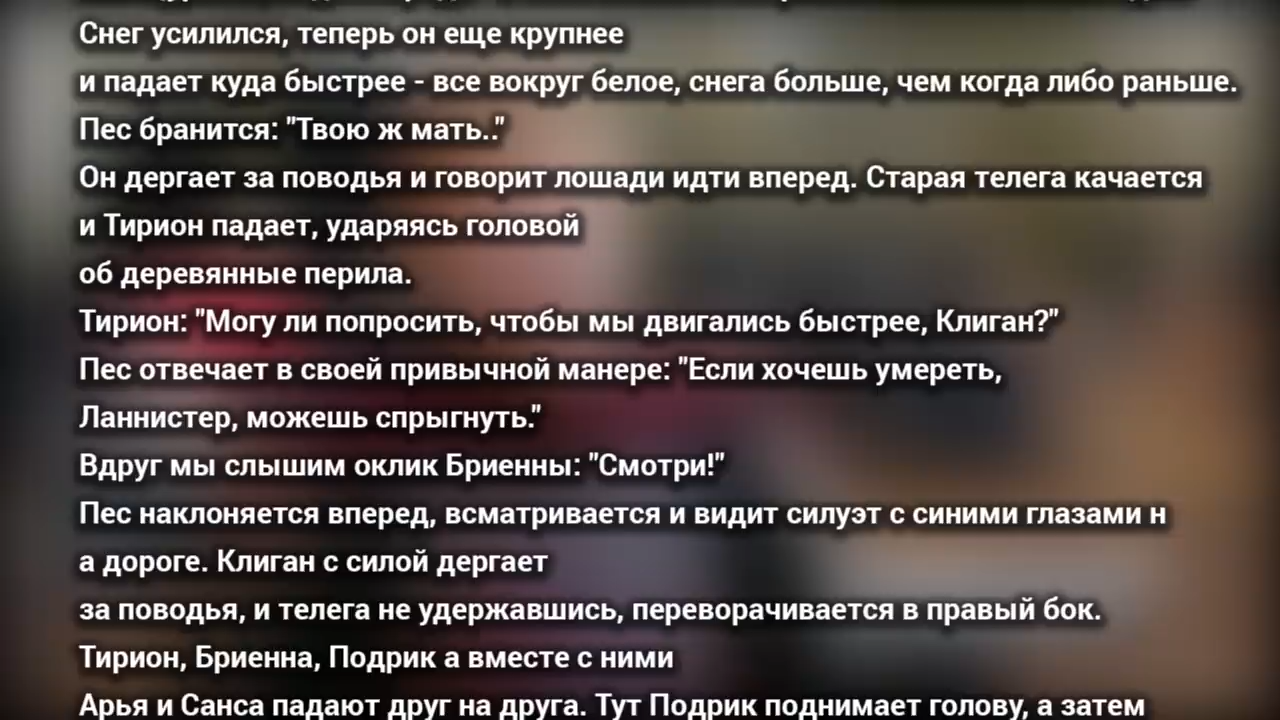 Снег усилился, теперь он еще крупнее
и падает куда быстрее - все вокруг белое, снега больше, чем когда либо раньше.
Пес бранится: "Твою ж мать.."
Он дергает за поводья и говорит лошади идти вперед. Старая телега качается
и Тирион падает, ударяясь головой
об деревянные перила.
Тирион: "Могу ли попросить, чтобы мы двигались быстрее, Клиган?"
Пес отвечает в своей привычной манере: "Если хочешь умереть,
Ланнистер, можешь спрыгнуть."
Вдруг мы слышим оклик Бриенны: "Смотри!"
Пес наклоняется вперед, всматривается и видит силуэт с синими глазами н
а дороге. Клиган с силой дергает
за поводья, и телега не удержавшись, переворачивается в правый бок.
Тирион, Бриенна, Подрик а вместе с ними
Арья и Санса падают друг на друга. Тут Подрик поднимает голову, а затем